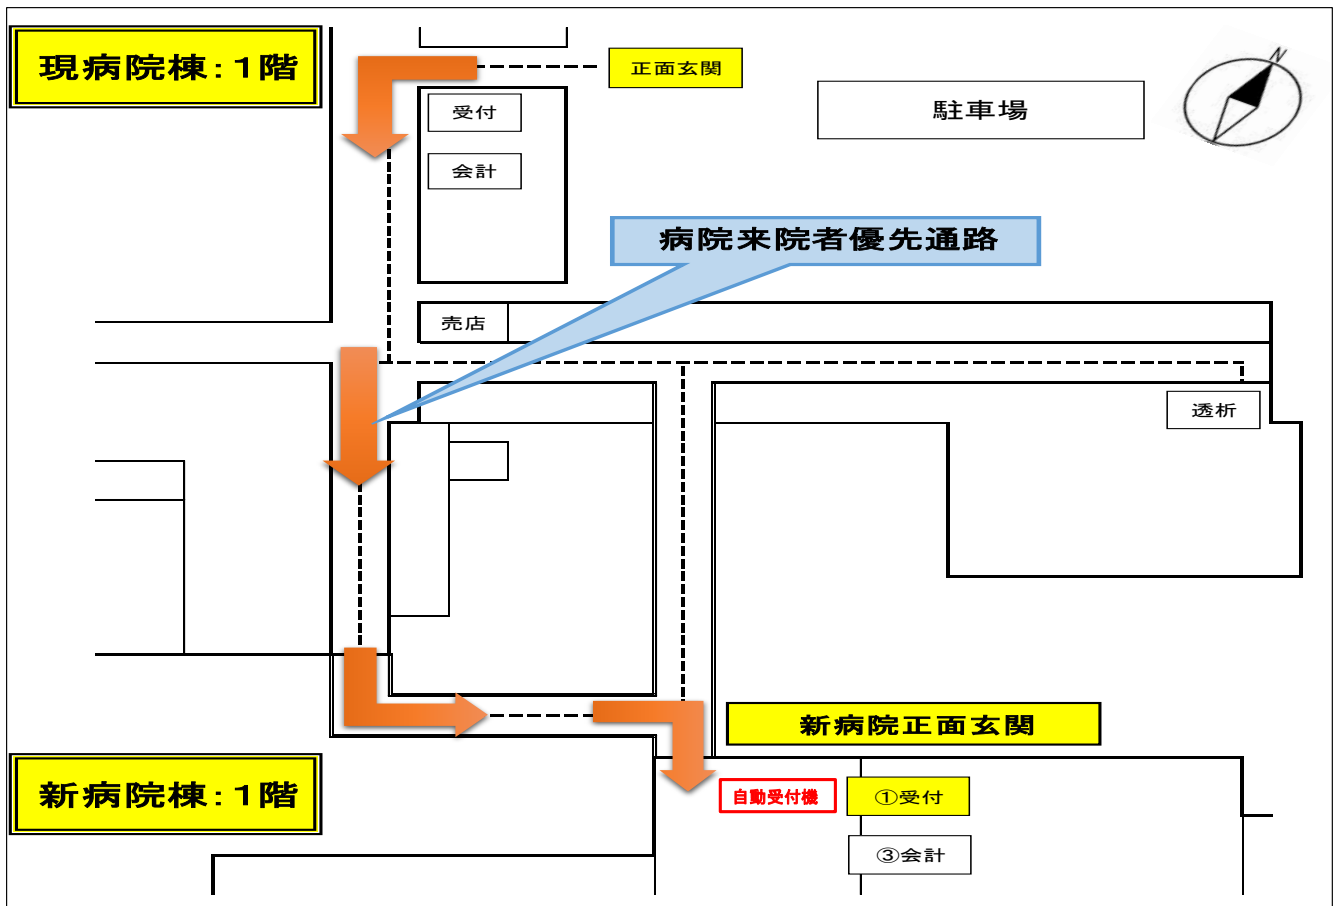 現病院棟：1階
正面玄関
N
駐車場
受付
会計
病院来院者優先通路
売店
透析
新病院正面玄関
新病院棟：1階
自動受付機
①受付
③会計